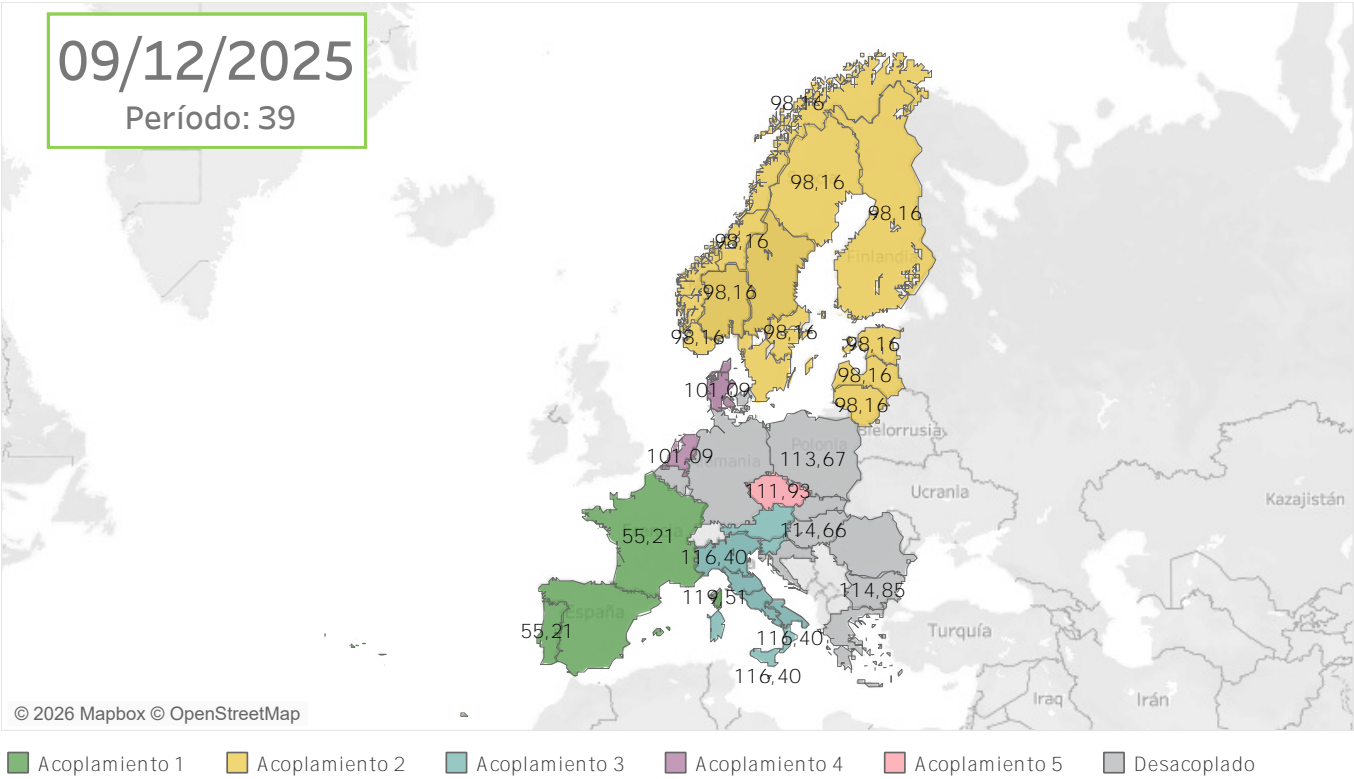 09/12/2025
Período: 39
98,16
98,16
98,16
98,16
Finlandia
98,16
98,16
98,16
98,16
98,16
101,09
98,16
Bielorrusia
Polonia
101,09
113,67
111,93
Ucrania
Kazajistán
55,21
114,66
116,40
114,85
119,51
España
55,21
116,40
Turquía
116,40
Iraq
Irán
© 2026 Mapbox © OpenStreetMap
Acoplamiento 1
Acoplamiento 2
Acoplamiento 3
Acoplamiento 4
Acoplamiento 5
Desacoplado